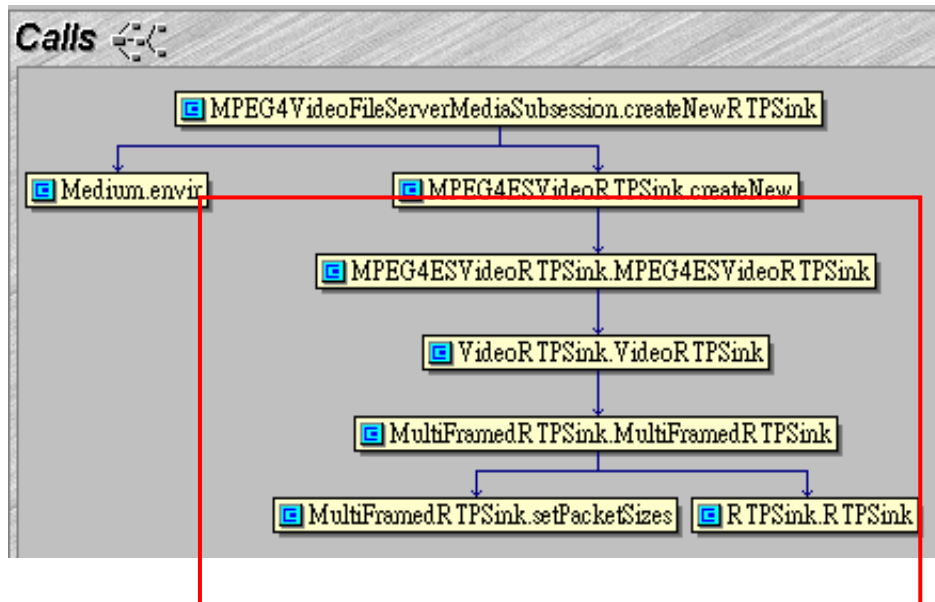 Calls
MPEG4VideoFileServerMediaSubsession.createNewRTPSink
Medium.envir
MPEG4ESVideoRTPSink.createNew
MPEG4ESVideoRTPSink.MPEG4ESVideoRTPSink
VideoRTPSink.VideoRTPSink
MultiFramedRTPSink.MultiFramedRTPSink
MultiFramedRTPSink.setPacketSizes
RTPSink.RTPSink